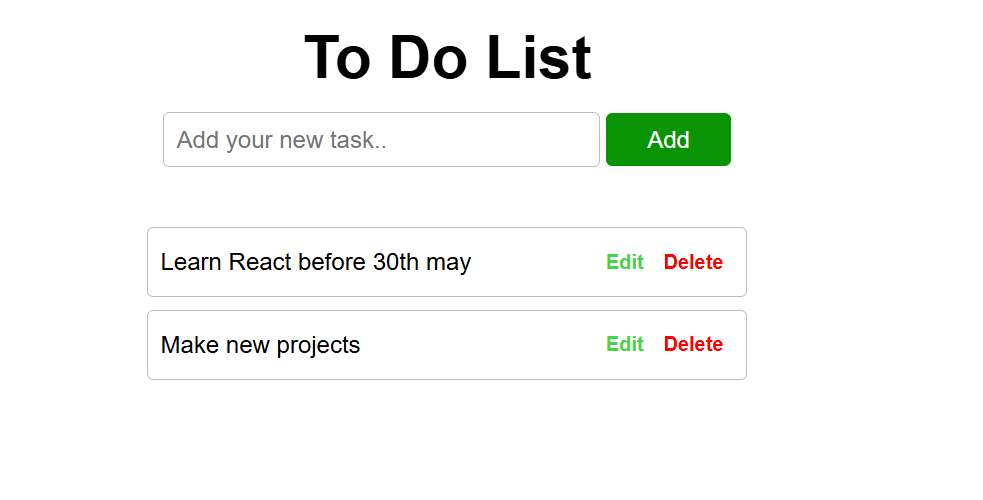 To Do List
Add your new task..
Add
Learn React before 30th may
Edit
Delete
Make new projects
Edit
Delete